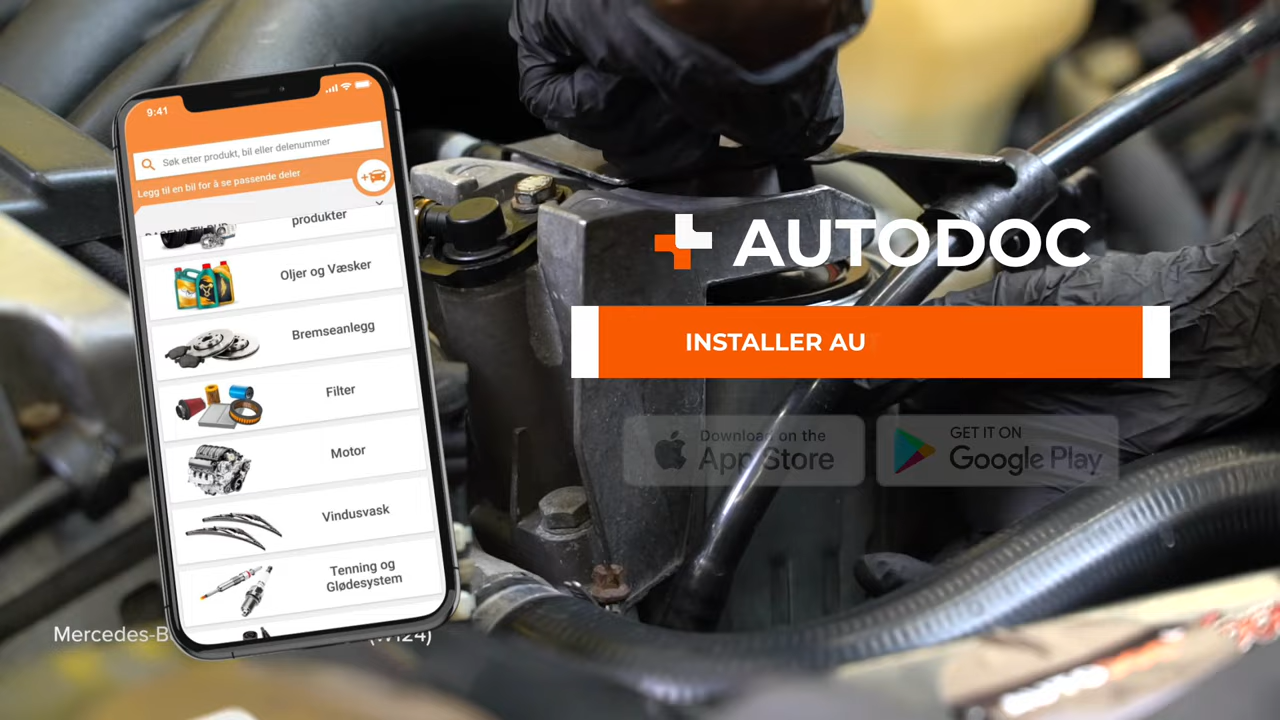 9:41
Søk etter produkt, bil eller delenummer
Legg til en bil for å se passende deler
produkter
Oljer og Væsker
Bremseanlegg
Filter
Motor
Vindusvask
Tenning og
Glødesystem
AUTODOC
INSTALLER AU
Download on the
App Store
GET IT ON
Google Play
Mercedes-B
(W124)